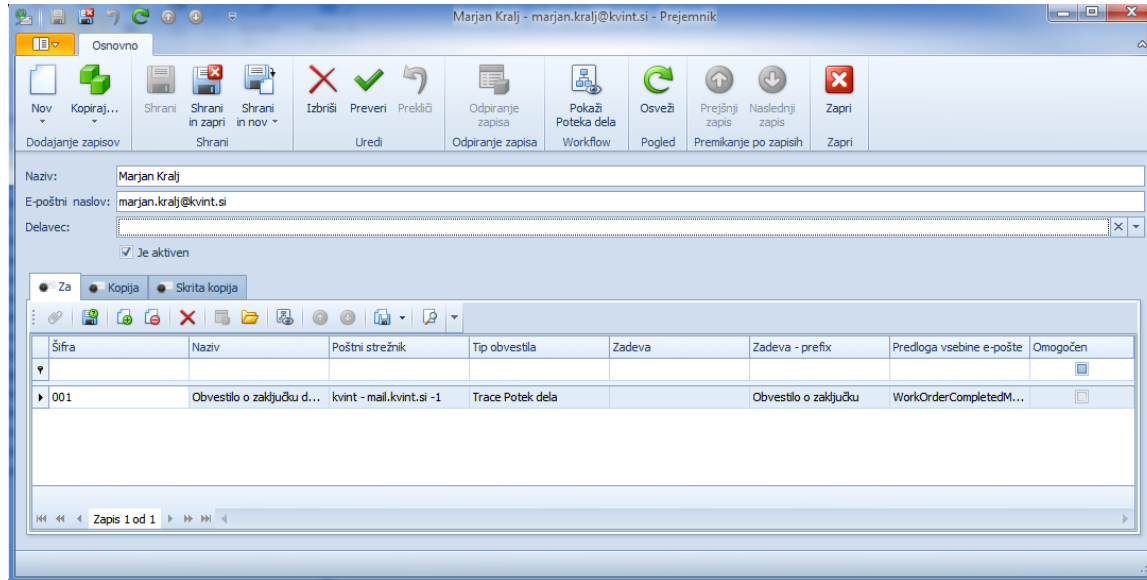 Marjan Kralj - marjan.kralj@kvint.si - Prejemnik
Osnovno
Nov
Kopiraj...
Shrani
Shrani in zapri
Shrani in nov
Izbriši
Preveri
Prekliči
Odpiranje zapisa
Pokaži Poteka dela
Osveži
Prejšnji zapis
Naslednji zapis
Zapri
Dodajanje zapisov
Shrani
Uredi
Odpiranje zapisa
Workflow
Pogled
Premikanje po zapisih
Zapri
Naziv: Marjan Kralj
E-poštni naslov: marjan.kralj@kvint.si
Delavec:
Je aktiven
Za Kopija Skrita kopija
Šifra Naziv Poštni strežnik Tip obvestila Zadeva Zadeva - prefix Predloga vsebine e-pošte Omogočen
001 Obvestilo o zaključku d... kvint - mail.kvint.si -1 Trace Potek dela Obvestilo o zaključku WorkOrderCompletedM...
Zapis 1 od 1